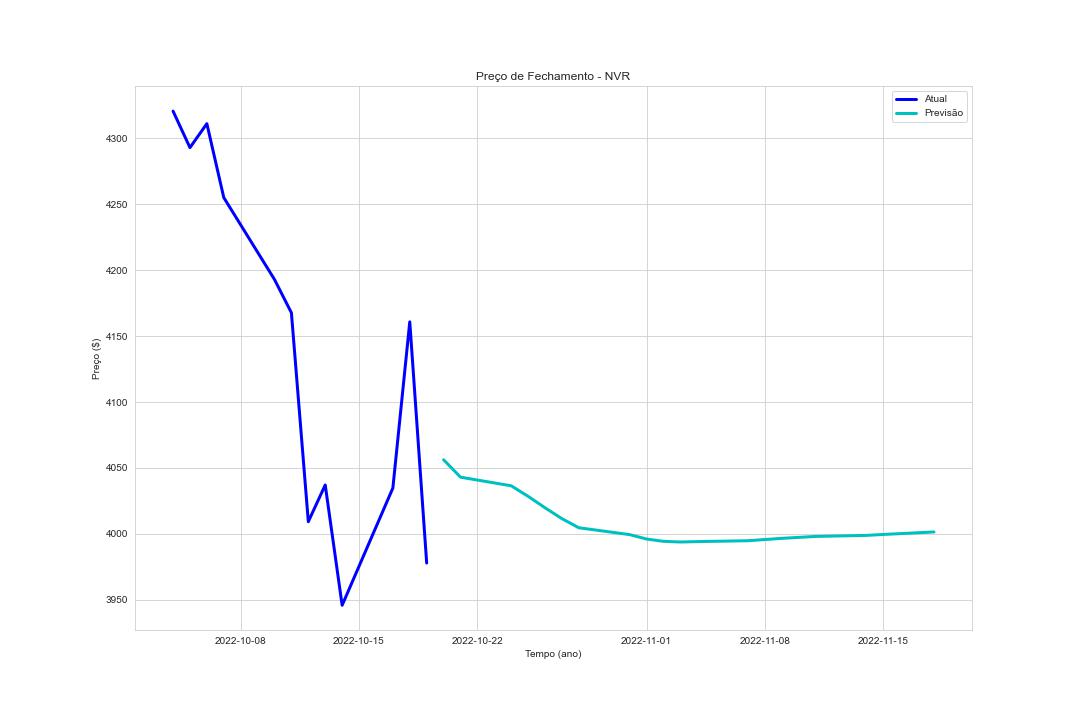 Preço de Fechamento - NVR
Atual
Previsão
4300
4250
4200
4150
4100
4050
4000
3950
Preço ($)
2022-10-08 2022-10-15 2022-10-22 2022-11-01 2022-11-08 2022-11-15
Tempo (ano)